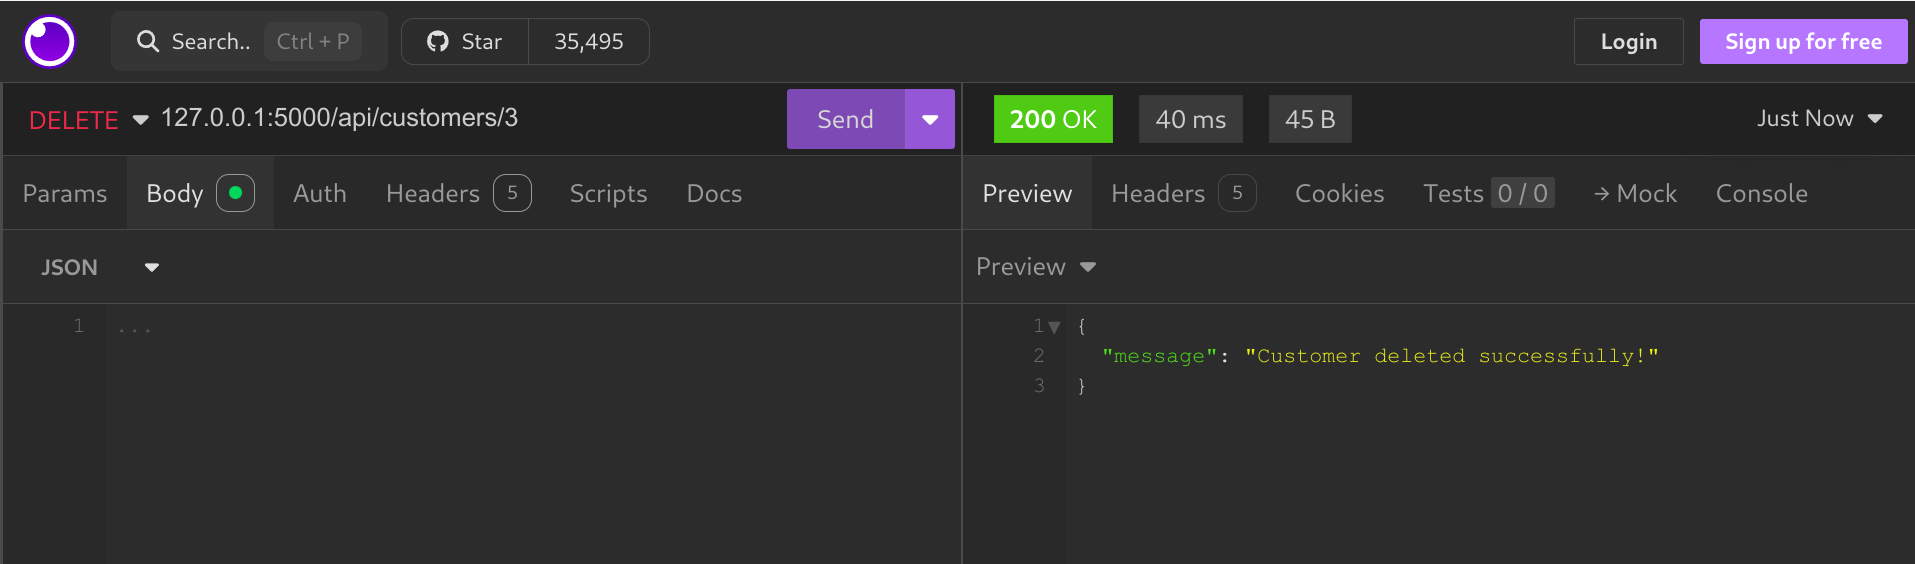 Search.. Ctrl + P Star 35,495 Login Sign up for free
DELETE 127.0.0.1:5000/api/customers/3 Send 200 OK 40 ms 45 B Just Now
Params Body Auth Headers 5 Scripts Docs Preview Headers 5 Cookies Tests 0 / 0 → Mock Console
JSON Preview
1 ... 1 {
2 "message": "Customer deleted successfully!"
3 }